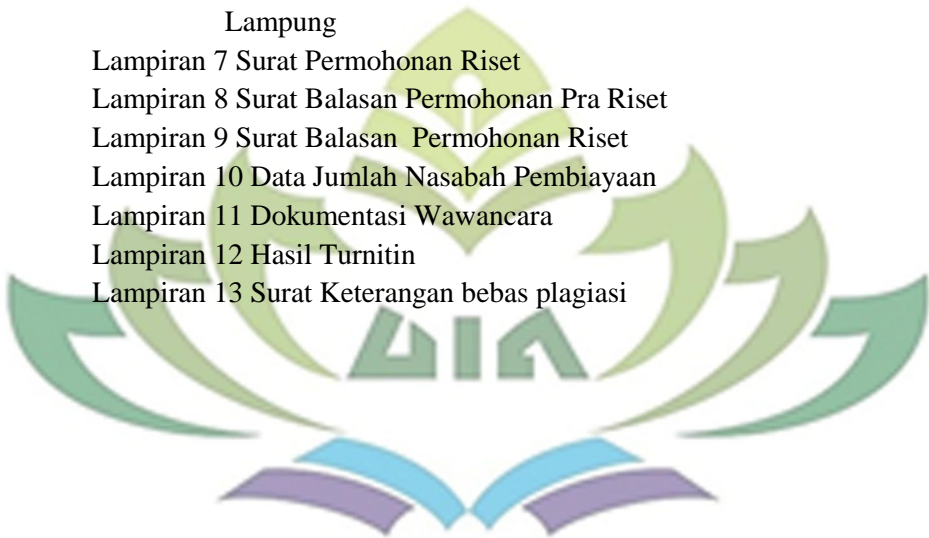 Lampung
Lampiran 7 Surat Permohonan Riset
Lampiran 8 Surat Balasan Permohonan Pra Riset
Lampiran 9 Surat Balasan  Permohonan Riset
Lampiran 10 Data Jumlah Nasabah Pembiayaan
Lampiran 11 Dokumentasi Wawancara
Lampiran 12 Hasil Turnitin
Lampiran 13 Surat Keterangan bebas plagiasi
UIN